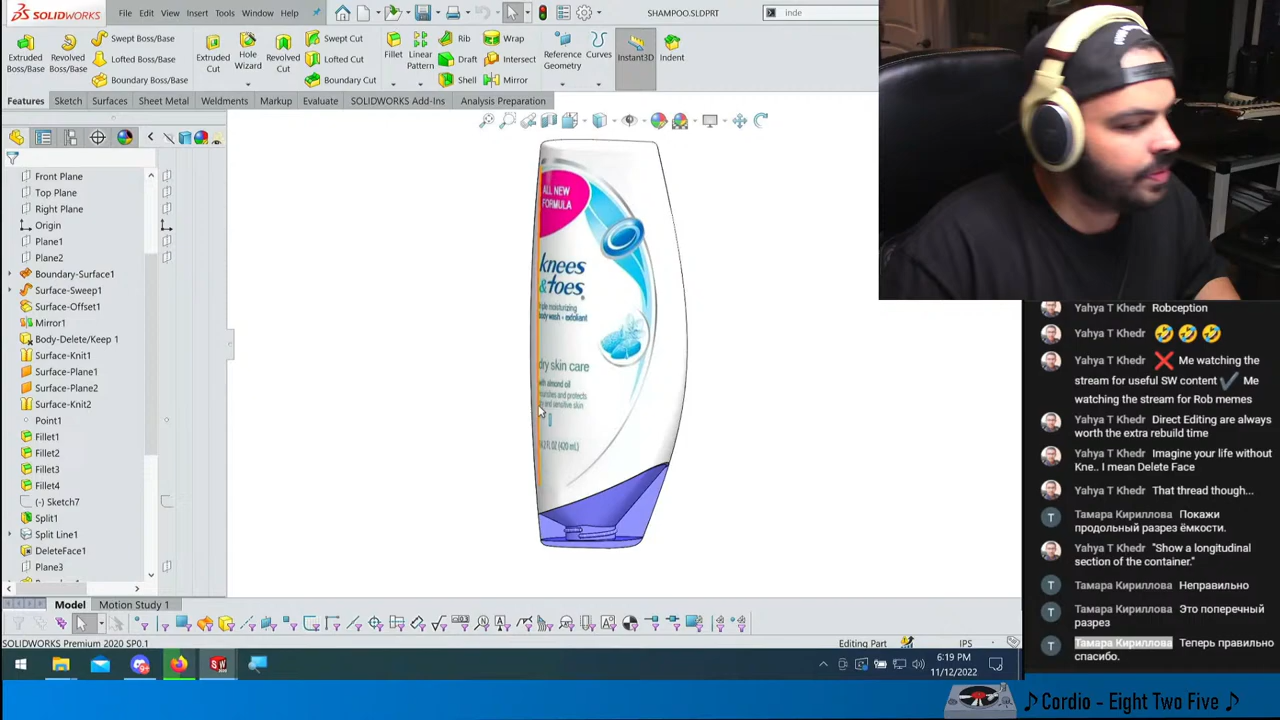 SOLIDWORKS File Edit View Insert Tools Window Help SHAMPOO.SLDPRT inde
Extruded Boss/Base
Revolved Boss/Base
Swept Boss/Base
Lofted Boss/Base
Boundary Boss/Base
Extruded Cut
Hole Wizard
Revolved Cut
Swept Cut
Lofted Cut
Boundary Cut
Fillet
Linear Pattern
Rib
Draft
Shell
Wrap
Intersect
Mirror
Reference Geometry
Curves
Instant3D
Indent
Features Sketch Surfaces Sheet Metal Weldments Markup Evaluate SOLIDWORKS Add-Ins Analysis Preparation
Front Plane
Top Plane
Right Plane
Origin
Plane1
Plane2
Boundary-Surface1
Surface-Sweep1
Surface-Offset1
Mirror1
Body-Delete/Keep 1
Surface-Knit1
Surface-Plane1
Surface-Plane2
Surface-Knit2
Point1
Fillet1
Fillet2
Fillet3
Fillet4
(-) Sketch7
Split1
Split Line1
DeleteFace1
Plane3
ALL NEW
FORMULA
knees
&toes
body wash + exfoliant
dry skin care
with almond oil
Model Motion Study 1
SOLIDWORKS Premium 2020 SP0.1 Editing Part IPS
6:19 PM
11/12/2022
Yahya T Khedr Robception
Yahya T Khedr 🤣🤣🤣
Yahya T Khedr ❌ Me watching the
stream for useful SW content ✔ Me
watching the stream for Rob memes
Yahya T Khedr Direct Editing are always
worth the extra rebuild time
Yahya T Khedr Imagine your life without
Kne.. I mean Delete Face
Yahya T Khedr That thread though...
T Тамара Кириллова Покажи
продольный разрез ёмкости.
Yahya T Khedr "Show a longitudinal
section of the container."
T Тамара Кириллова Неправильно
T Тамара Кириллова Это поперечный
разрез
T Тамара Кириллова Теперь правильно
спасибо.
♪ Cordio - Eight Two Five ♪